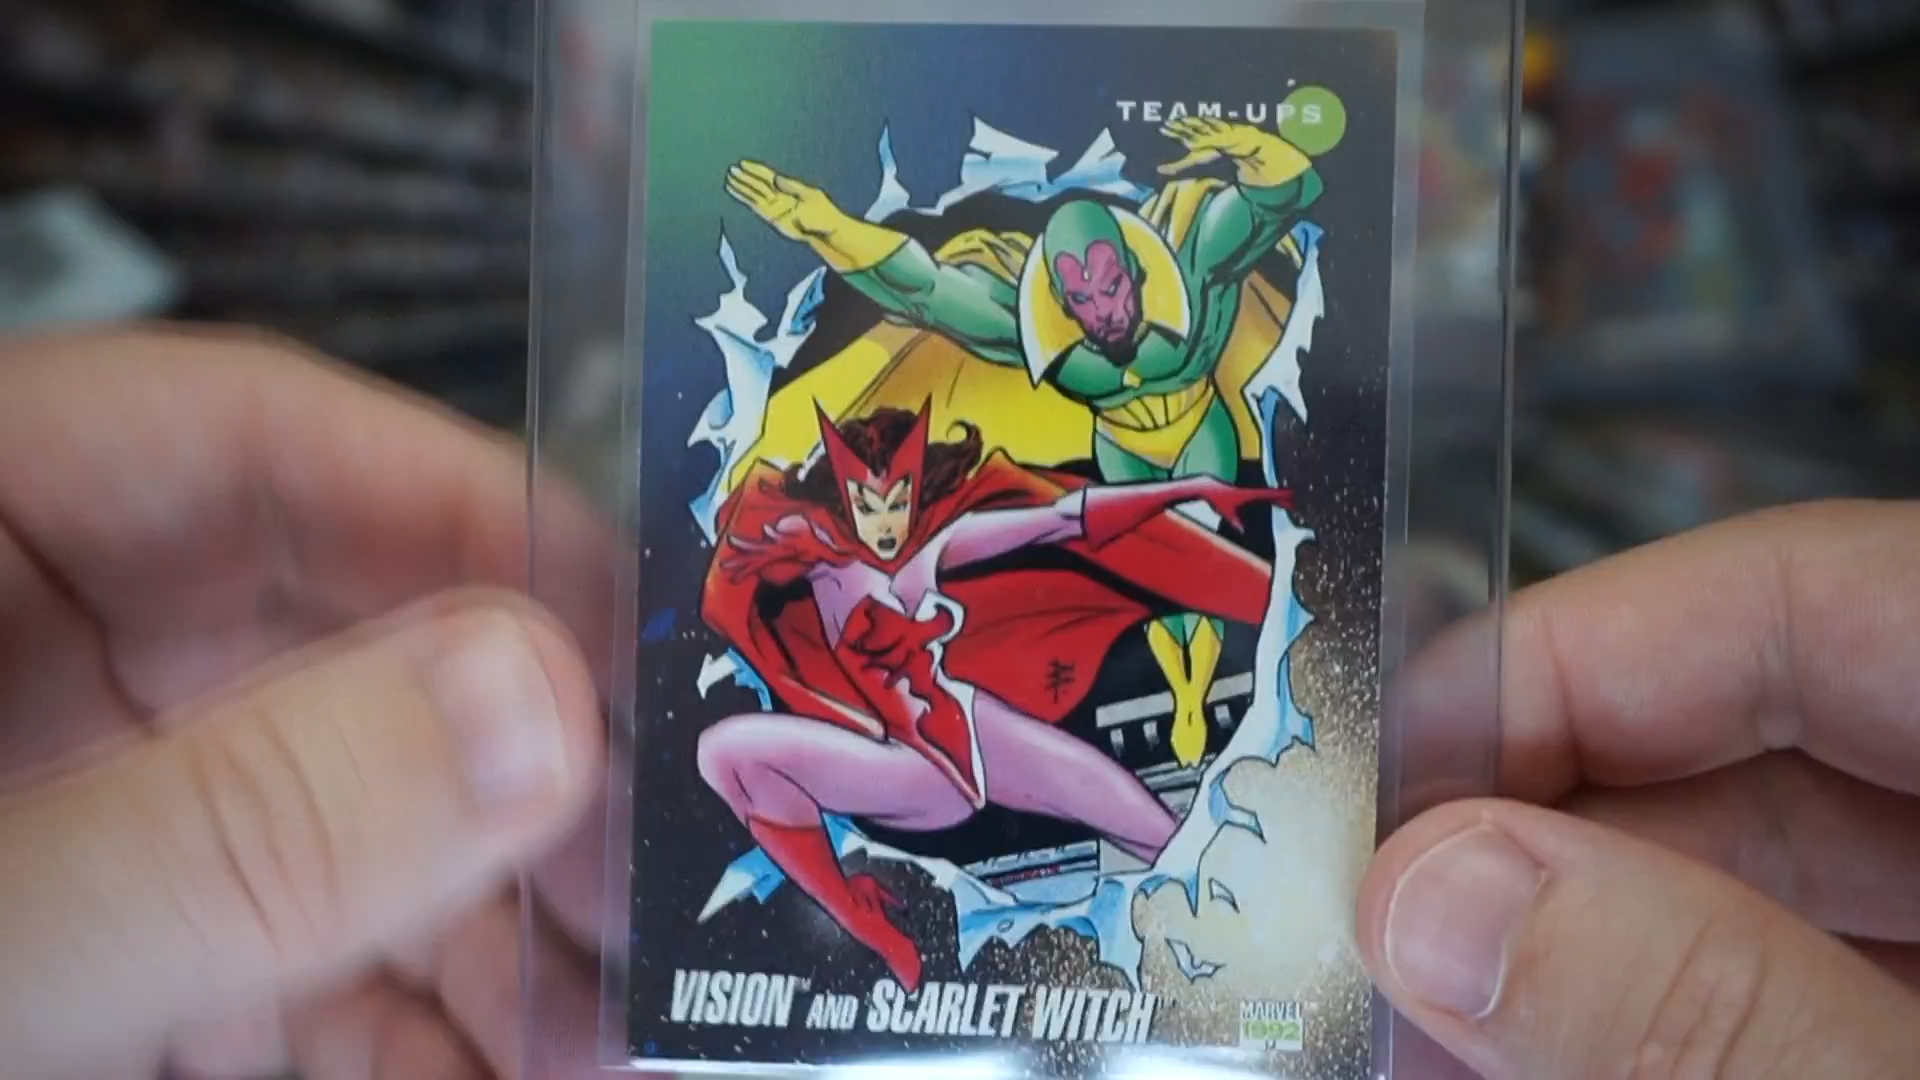 TEAM-UPS
VISION™ AND SCARLET WITCH™
MARVEL
1992